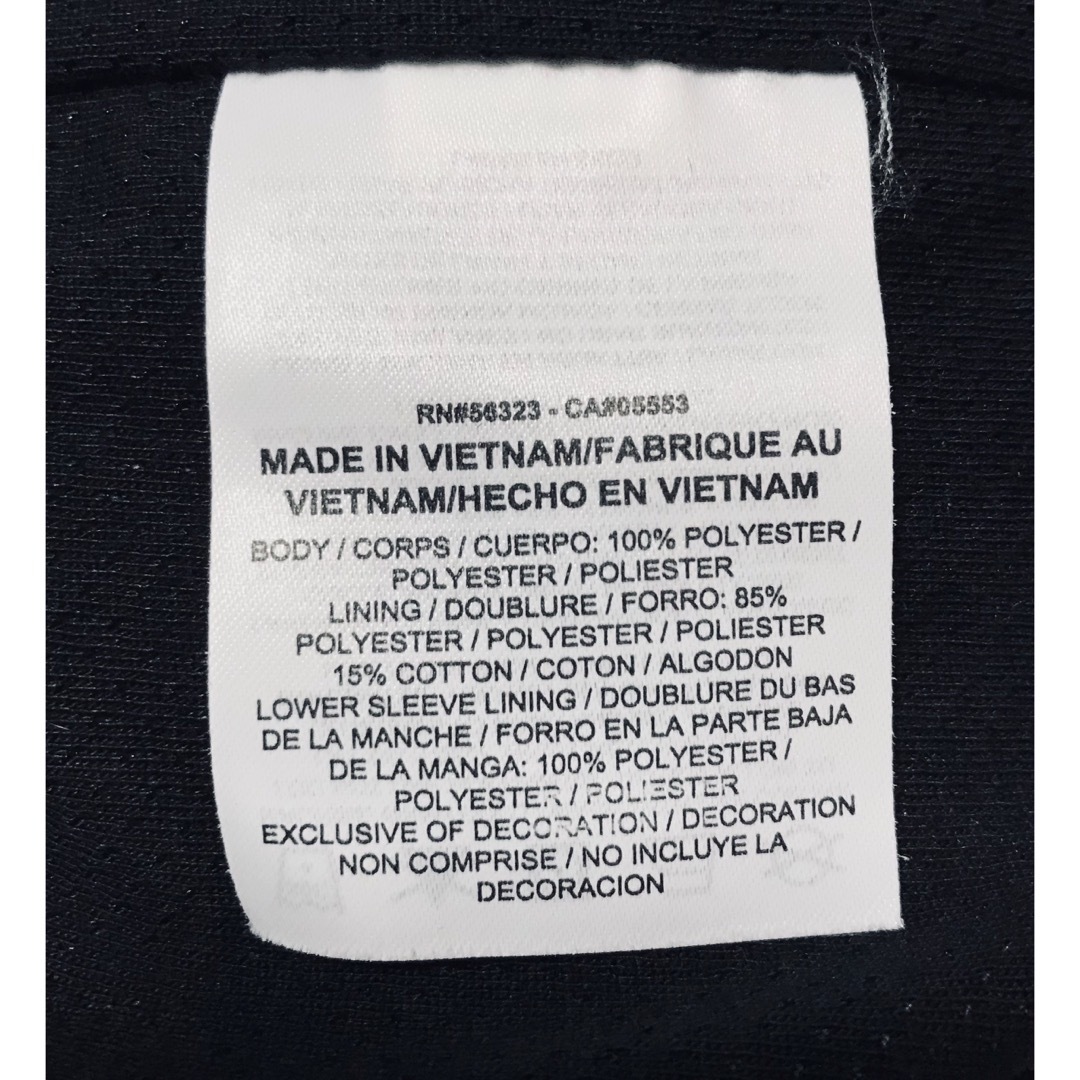 RN#56323 - CA#05553
MADE IN VIETNAM/FABRIQUE AU
VIETNAM/HECHO EN VIETNAM
BODY / CORPS / CUERPO: 100% POLYESTER /
POLYESTER / POLIESTER
LINING / DOUBLURE / FORRO: 85%
POLYESTER / POLYESTER / POLIESTER
15% COTTON / COTON / ALGODON
LOWER SLEEVE LINING / DOUBLURE DU BAS
DE LA MANCHE / FORRO EN LA PARTE BAJA
DE LA MANGA: 100% POLYESTER /
POLYESTER / POLIESTER
EXCLUSIVE OF DECORATION / DECORATION
NON COMPRISE / NO INCLUYE LA
DECORACION